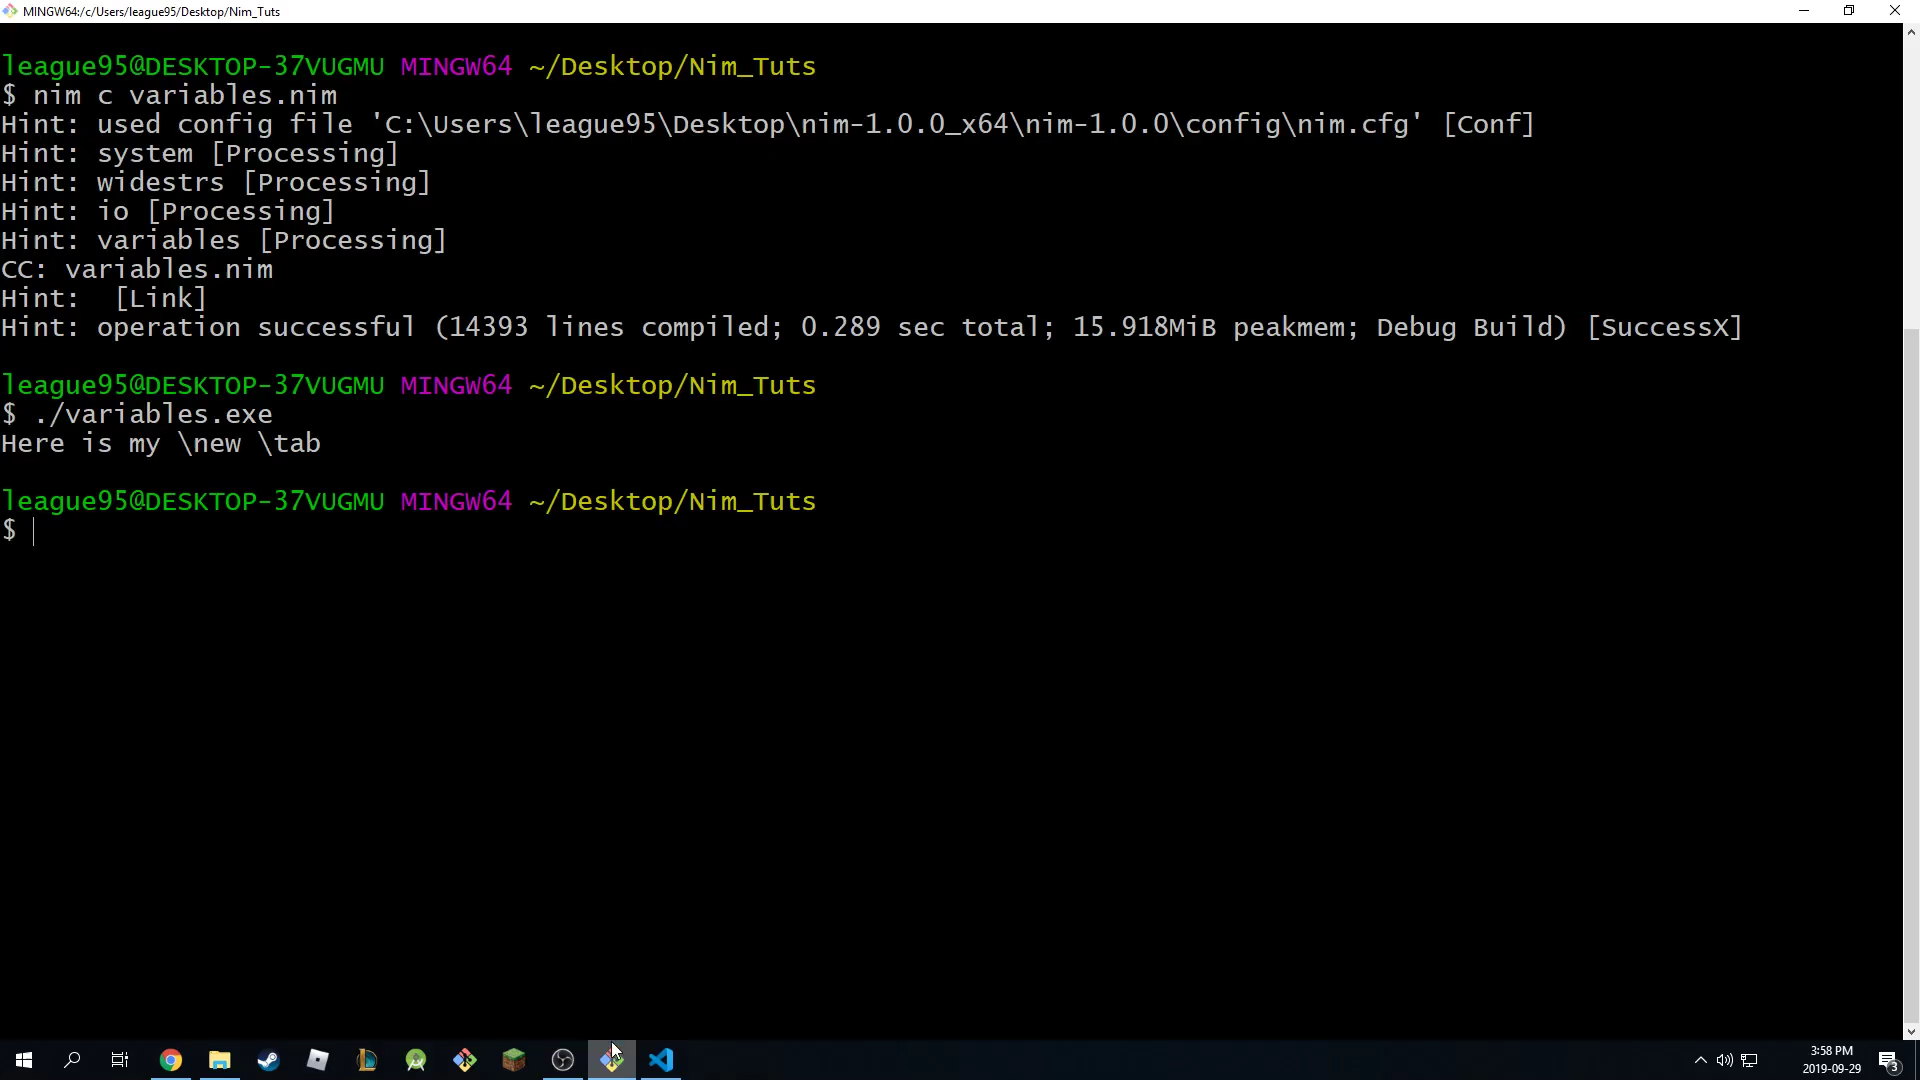 MINGW64:/c/Users/league95/Desktop/Nim_Tuts
league95@DESKTOP-37VUGMU MINGW64 ~/Desktop/Nim_Tuts
$ nim c variables.nim
Hint: used config file 'C:\Users\league95\Desktop\nim-1.0.0_x64\nim-1.0.0\config\nim.cfg' [Conf]
Hint: system [Processing]
Hint: widestrs [Processing]
Hint: io [Processing]
Hint: variables [Processing]
CC: variables.nim
Hint:  [Link]
Hint: operation successful (14393 lines compiled; 0.289 sec total; 15.918MiB peakmem; Debug Build) [SuccessX]
league95@DESKTOP-37VUGMU MINGW64 ~/Desktop/Nim_Tuts
$ ./variables.exe
Here is my \new \tab
league95@DESKTOP-37VUGMU MINGW64 ~/Desktop/Nim_Tuts
$
3:58 PM
2019-09-29
3